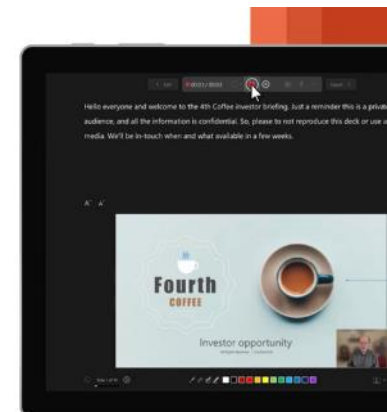 Hello everyone and welcome to the 4th Coffee investor briefing. Just a reminder this is a private
audience, and all the information is confidential. So, please to not reproduce this deck or use a
media. We'll be in-touch when and what available in a few weeks.
Fourth
COFFEE
Investor opportunity